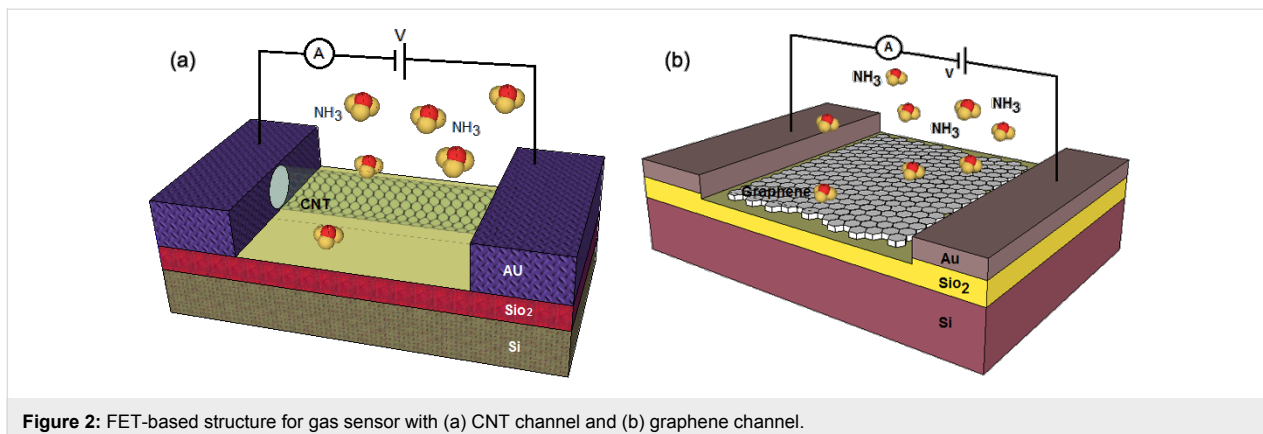 (a)
A
V
NH3
NH3
CNT
AU
Sio2
Si
(b)
A
V
NH3
NH3
NH3
Graphene
Au
Sio2
Si
Figure 2: FET-based structure for gas sensor with (a) CNT channel and (b) graphene channel.